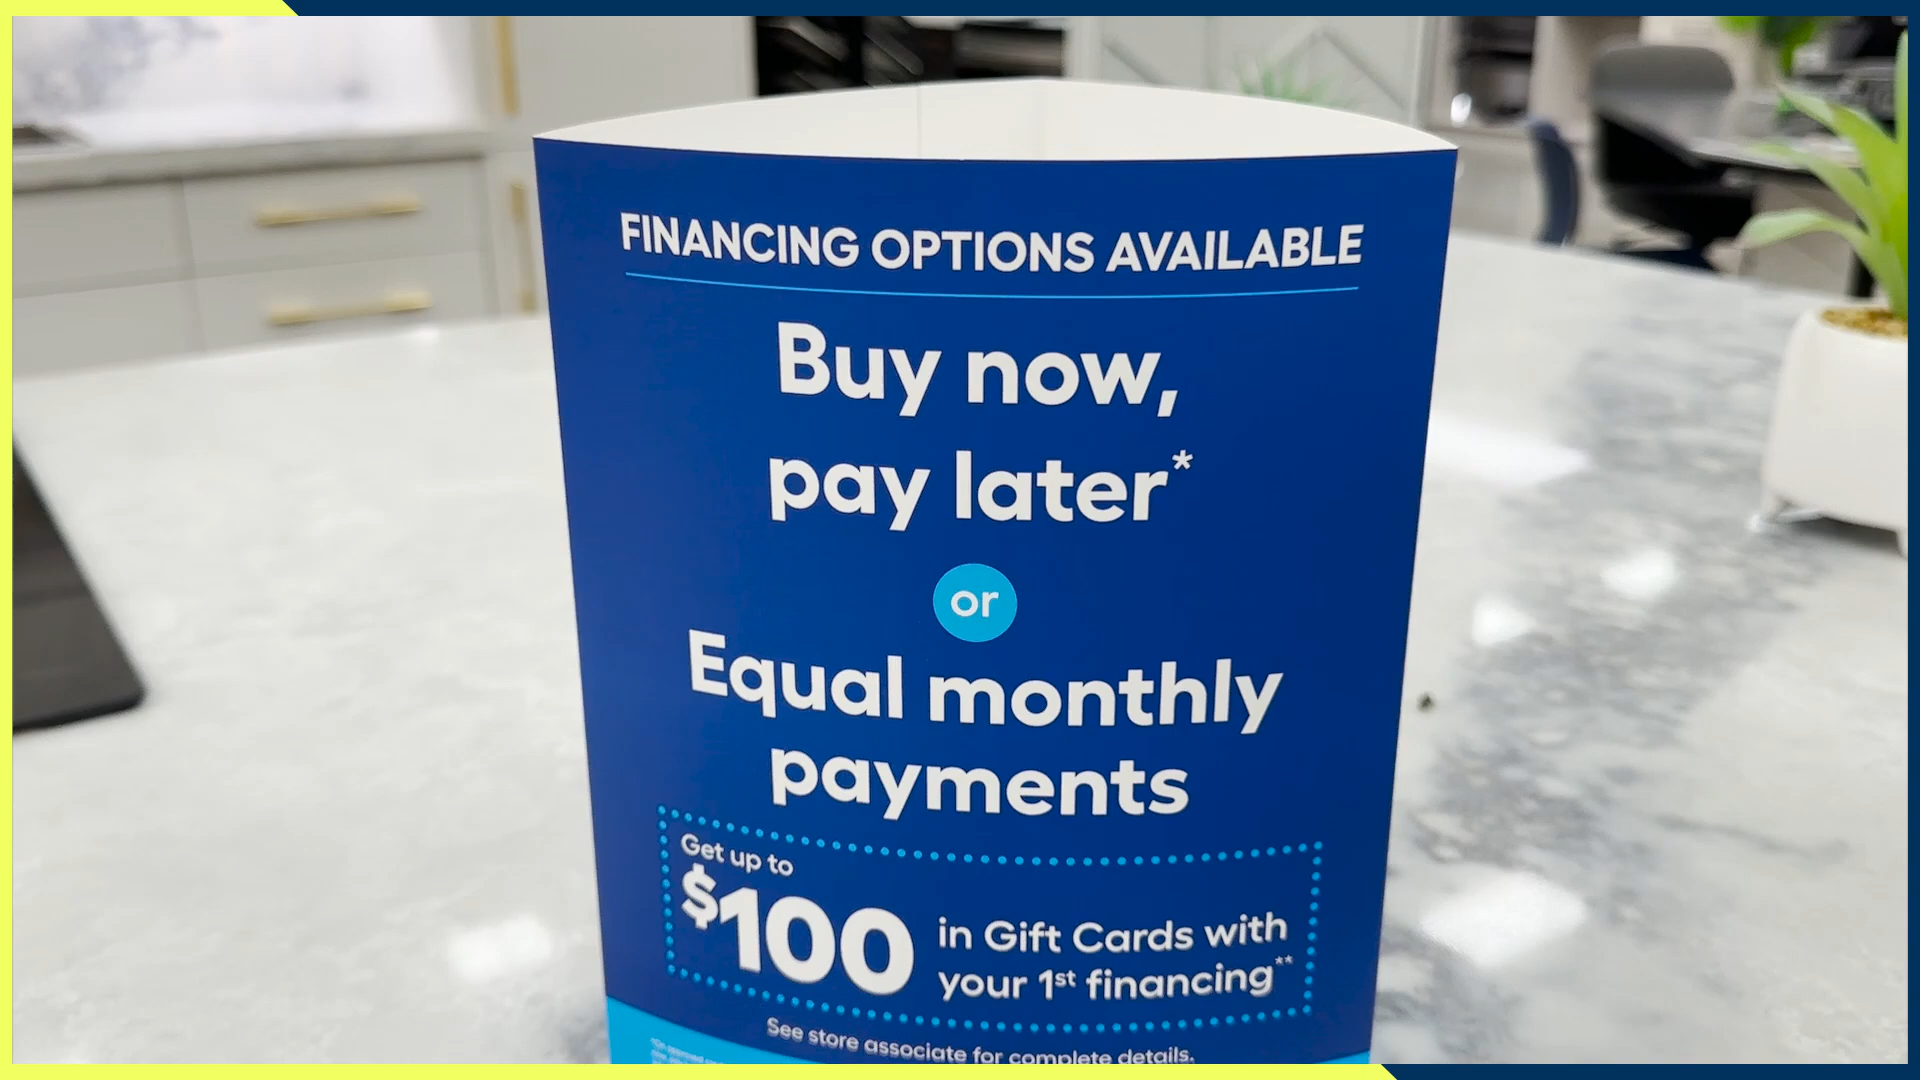 FINANCING OPTIONS AVAILABLE
Buy now,
pay later*
or
Equal monthly
payments
Get up to
$100
in Gift Cards with
your 1st financing**
See store associate for complete details.